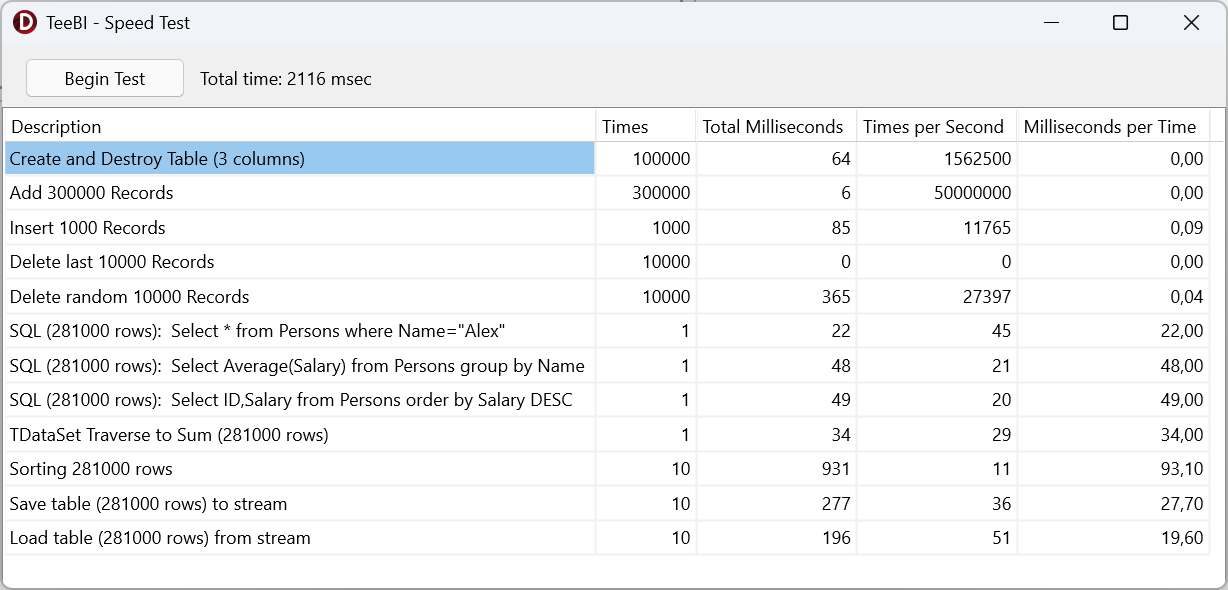 TeeBI - Speed Test
Begin Test Total time: 2116 msec
Description Times Total Milliseconds Times per Second Milliseconds per Time
Create and Destroy Table (3 columns) 100000 64 1562500 0,00
Add 300000 Records 300000 6 50000000 0,00
Insert 1000 Records 1000 85 11765 0,09
Delete last 10000 Records 10000 0 0 0,00
Delete random 10000 Records 10000 365 27397 0,04
SQL (281000 rows):  Select * from Persons where Name="Alex" 1 22 45 22,00
SQL (281000 rows):  Select Average(Salary) from Persons group by Name 1 48 21 48,00
SQL (281000 rows):  Select ID,Salary from Persons order by Salary DESC 1 49 20 49,00
TDataSet Traverse to Sum (281000 rows) 1 34 29 34,00
Sorting 281000 rows 10 931 11 93,10
Save table (281000 rows) to stream 10 277 36 27,70
Load table (281000 rows) from stream 10 196 51 19,60